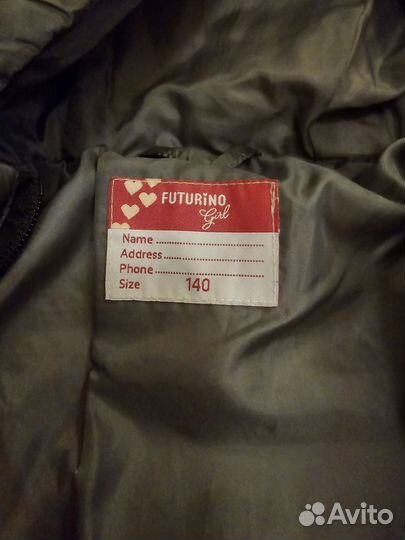 FUTURiNO
Girl
Name ................................
Address ............................
Phone ..............................
Size 140
Avito